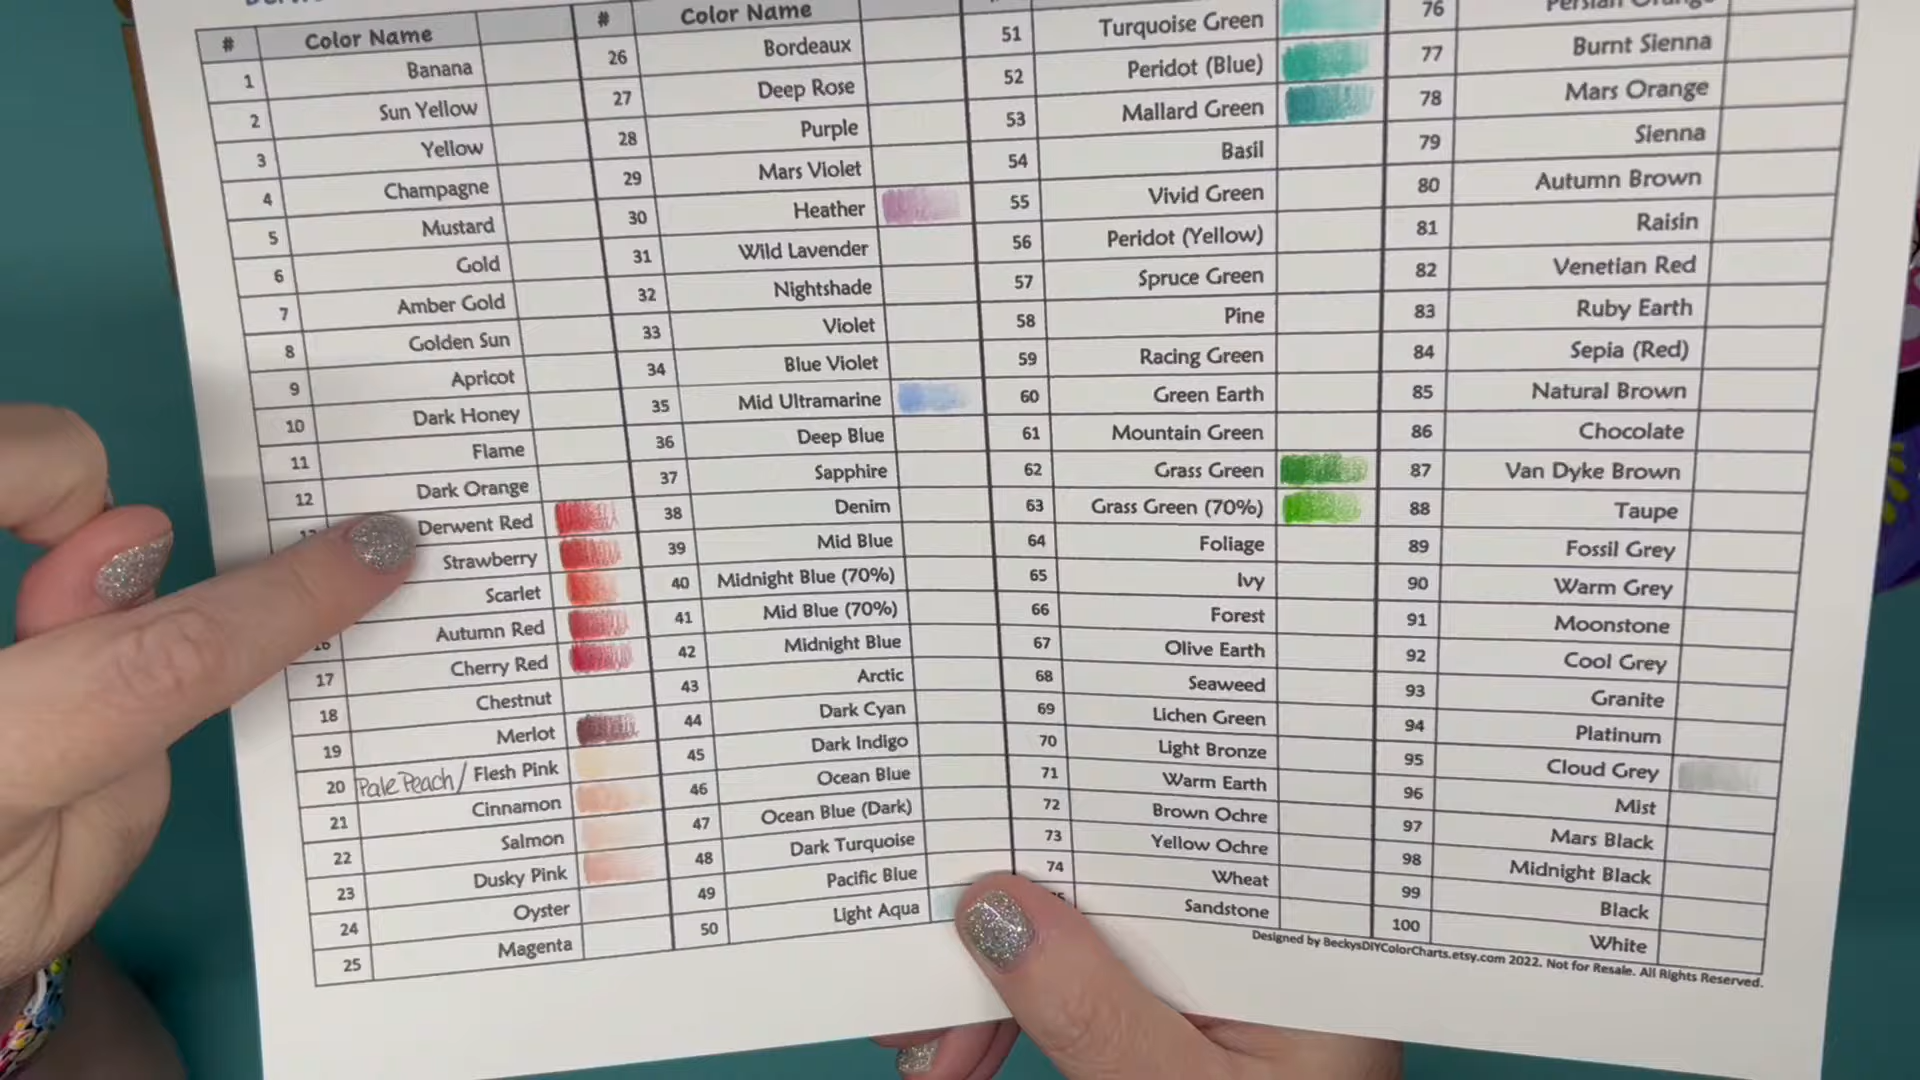 # Color Name # Color Name
1 Banana
2 Sun Yellow
3 Yellow
4 Champagne
5 Mustard
6 Gold
7 Amber Gold
8 Golden Sun
9 Apricot
10 Dark Honey
11 Flame
12 Dark Orange
Derwent Red
Strawberry
Scarlet
16 Autumn Red
17 Cherry Red
18 Chestnut
19 Merlot
20 Pale Peach / Flesh Pink
21 Cinnamon
22 Salmon
23 Dusky Pink
24 Oyster
25 Magenta
26 Bordeaux
27 Deep Rose
28 Purple
29 Mars Violet
30 Heather
31 Wild Lavender
32 Nightshade
33 Violet
34 Blue Violet
35 Mid Ultramarine
36 Deep Blue
37 Sapphire
38 Denim
39 Mid Blue
40 Midnight Blue (70%)
41 Mid Blue (70%)
42 Midnight Blue
43 Arctic
44 Dark Cyan
45 Dark Indigo
46 Ocean Blue
47 Ocean Blue (Dark)
48 Dark Turquoise
49 Pacific Blue
50 Light Aqua
51 Turquoise Green
52 Peridot (Blue)
53 Mallard Green
54 Basil
55 Vivid Green
56 Peridot (Yellow)
57 Spruce Green
58 Pine
59 Racing Green
60 Green Earth
61 Mountain Green
62 Grass Green
63 Grass Green (70%)
64 Foliage
65 Ivy
66 Forest
67 Olive Earth
68 Seaweed
69 Lichen Green
70 Light Bronze
71 Warm Earth
72 Brown Ochre
73 Yellow Ochre
74 Wheat
Sandstone
76 Persian Orange
77 Burnt Sienna
78 Mars Orange
79 Sienna
80 Autumn Brown
81 Raisin
82 Venetian Red
83 Ruby Earth
84 Sepia (Red)
85 Natural Brown
86 Chocolate
87 Van Dyke Brown
88 Taupe
89 Fossil Grey
90 Warm Grey
91 Moonstone
92 Cool Grey
93 Granite
94 Platinum
95 Cloud Grey
96 Mist
97 Mars Black
98 Midnight Black
99 Black
100 White
Designed by BeckysDIYColorCharts.etsy.com 2022. Not for Resale. All Rights Reserved.